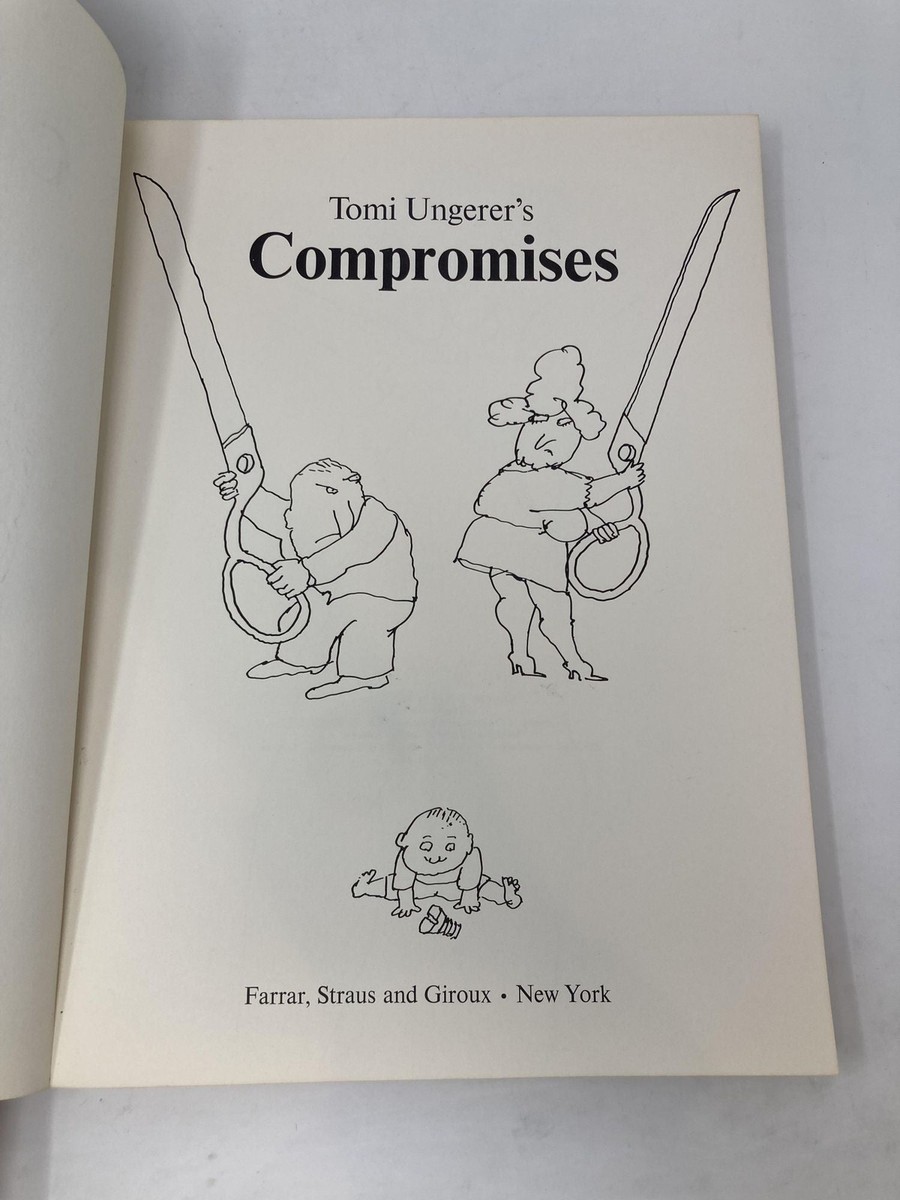 Tomi Ungerer’s
Compromises
Farrar, Straus and Giroux • New York